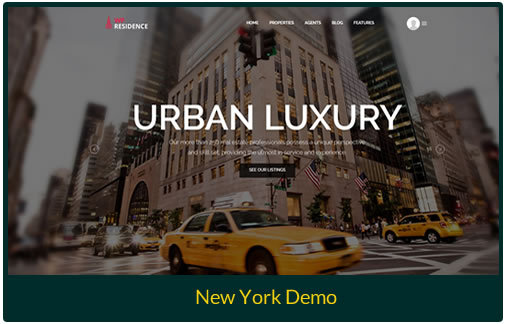 RESIDENCE
HOME PROPERTIES AGENTS BLOG FEATURES
URBAN LUXURY
Our more than 250 real estate professionals possess a unique perspective
and skill set, providing the utmost in service and experience.
SEE OUR LISTINGS
New York Demo